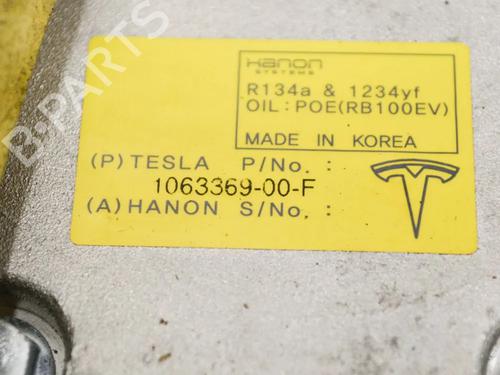 Hanon
SYSTEMS
R134a & 1234yf
OIL : POE(RB100EV)
MADE IN KOREA
(P) TESLA P/No. :
1063369-00-F
(A) HANON S/No. :
B-PARTS